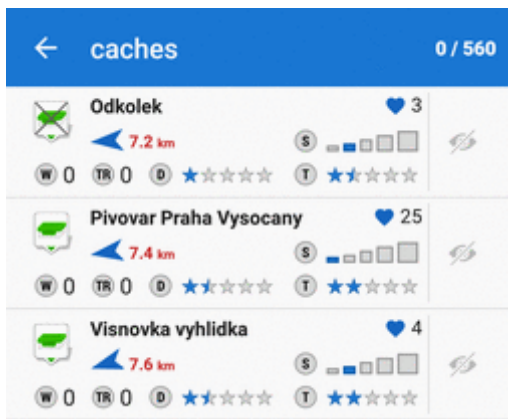 caches 0 / 560
Odkolek 3
7.2 km S
W 0 TR 0 D T
Pivovar Praha Vysocany 25
7.4 km S
W 0 TR 0 D T
Visnovka vyhlidka 4
7.6 km S
W 0 TR 0 D T